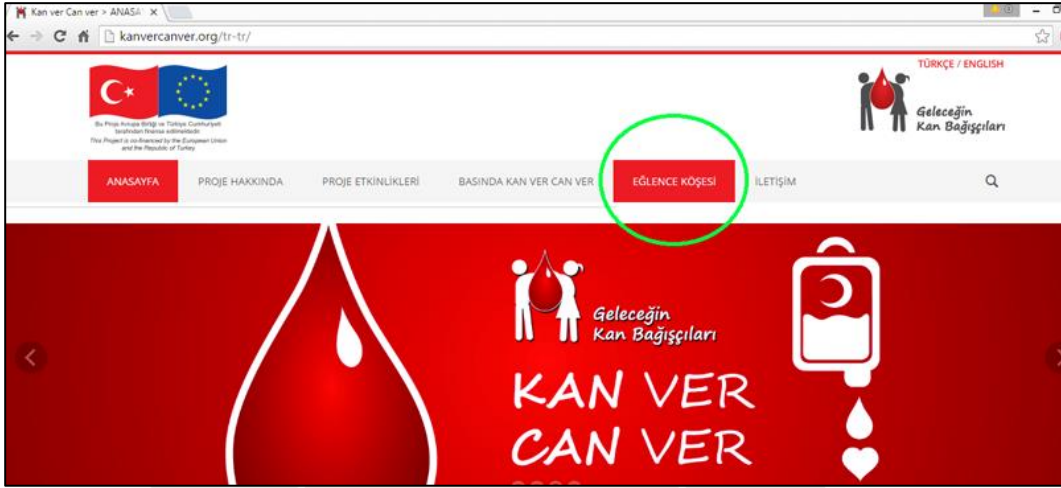 Kan ver Can ver > ANASA
kanvercanver.org/tr-tr/
TÜRKÇE / ENGLISH
Bu Proje Avrupa Birliği ve Türkiye Cumhuriyeti
tarafından finanse edilmektedir.
This Project is co-financed by the European Union
and the Republic of Turkey
Geleceğin
Kan Bağışçıları
ANASAYFA PROJE HAKKINDA PROJE ETKİNLİKLERİ BASINDA KAN VER CAN VER EĞLENCE KÖŞESİ İLETİŞİM
Geleceğin
Kan Bağışçıları
KAN VER
CAN VER